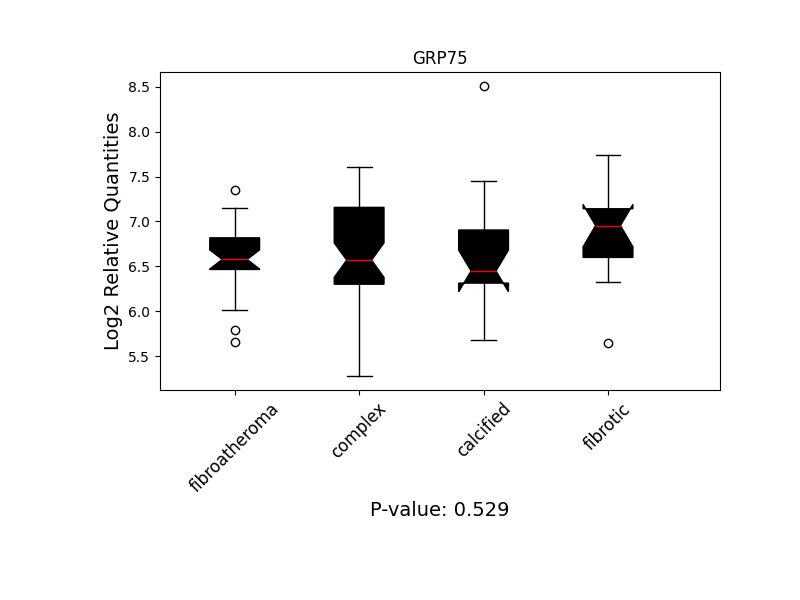 GRP75
Log2 Relative Quantities
8.5
8.0
7.5
7.0
6.5
6.0
5.5
fibroatheroma
complex
calcified
fibrotic
P-value: 0.529